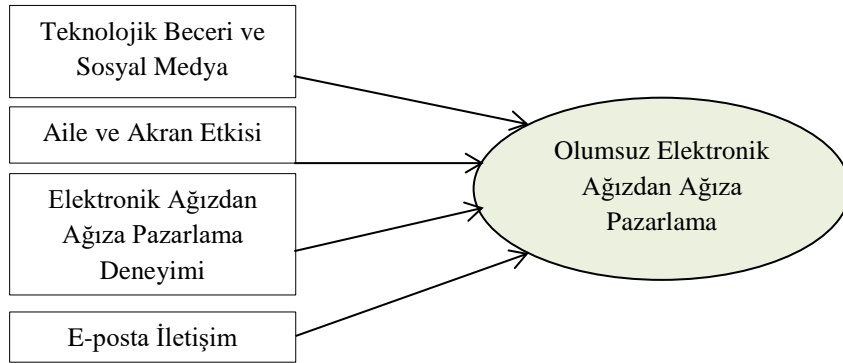 Teknolojik Beceri ve
Sosyal Medya
Aile ve Akran Etkisi
Elektronik Ağızdan
Ağıza Pazarlama
Deneyimi
E-posta İletişim
Olumsuz Elektronik
Ağızdan Ağıza
Pazarlama